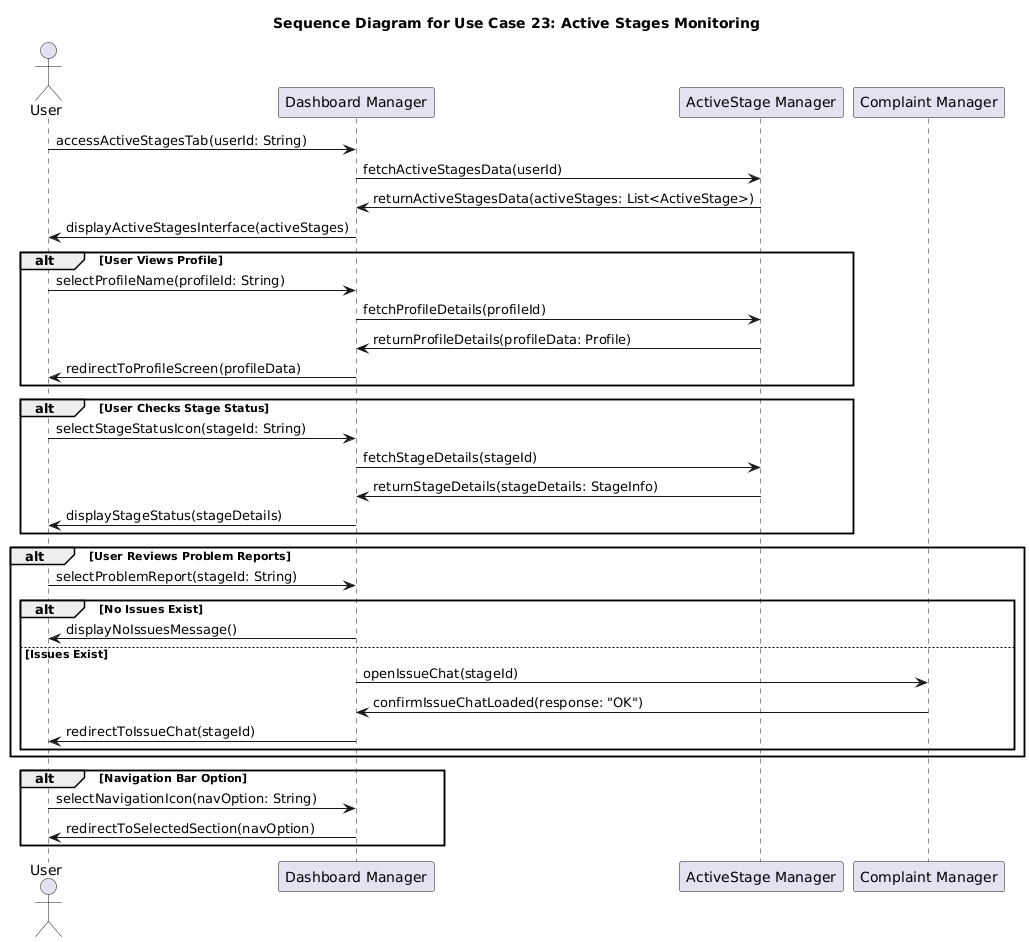 Sequence Diagram for Use Case 23: Active Stages Monitoring
User
Dashboard Manager
ActiveStage Manager
Complaint Manager
accessActiveStagesTab(userId: String)
fetchActiveStagesData(userId)
returnActiveStagesData(activeStages: List<ActiveStage>)
displayActiveStagesInterface(activeStages)
alt [User Views Profile]
selectProfileName(profileId: String)
fetchProfileDetails(profileId)
returnProfileDetails(profileData: Profile)
redirectToProfileScreen(profileData)
alt [User Checks Stage Status]
selectStageStatusIcon(stageId: String)
fetchStageDetails(stageId)
returnStageDetails(stageDetails: StageInfo)
displayStageStatus(stageDetails)
alt [User Reviews Problem Reports]
selectProblemReport(stageId: String)
alt [No Issues Exist]
displayNoIssuesMessage()
[Issues Exist]
openIssueChat(stageId)
confirmIssueChatLoaded(response: "OK")
redirectToIssueChat(stageId)
alt [Navigation Bar Option]
selectNavigationIcon(navOption: String)
redirectToSelectedSection(navOption)
User
Dashboard Manager
ActiveStage Manager
Complaint Manager